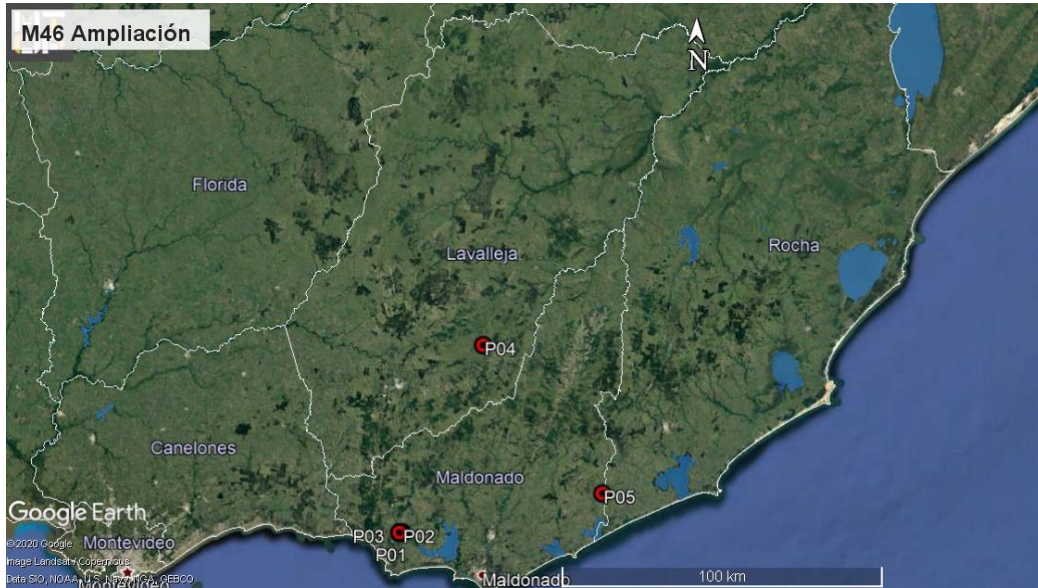 M46 Ampliación
N
Florida
Lavalleja
Rocha
P04
Canelones
Maldonado
P05
P03 P02
P01
Google Earth
©2020 Google
Montevideo
Image Landsat / Copernicus
Maldonado
100 km
Data SIO, NOAA, U.S. Navy, NGA, GEBCO
Montevideo